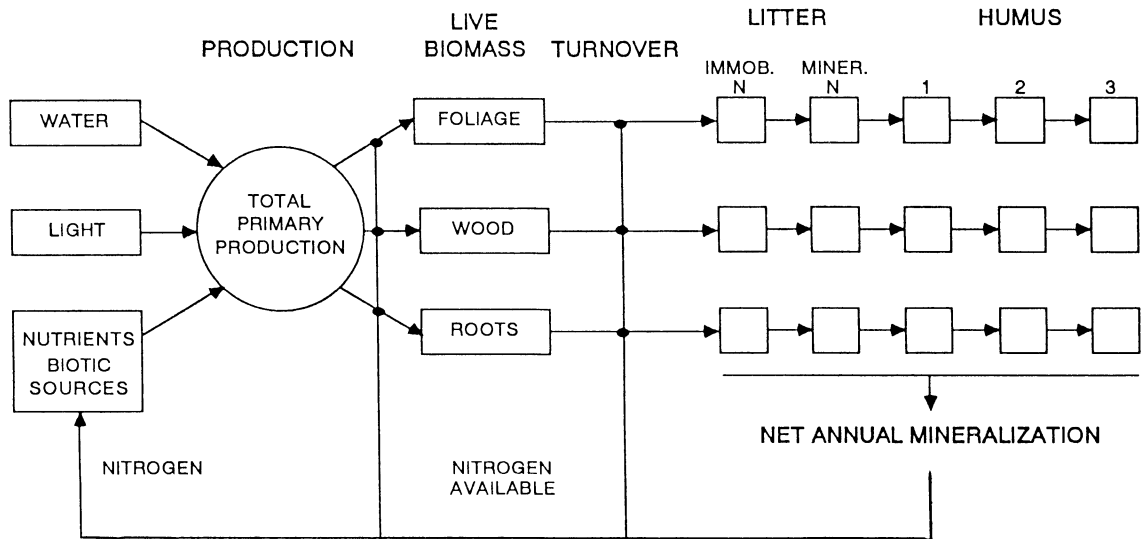 PRODUCTION
LIVE
BIOMASS
TURNOVER
LITTER
HUMUS
IMMOB.
N
MINER.
N
1
2
3
WATER
LIGHT
NUTRIENTS
BIOTIC
SOURCES
TOTAL
PRIMARY
PRODUCTION
FOLIAGE
WOOD
ROOTS
NET ANNUAL MINERALIZATION
NITROGEN
NITROGEN
AVAILABLE